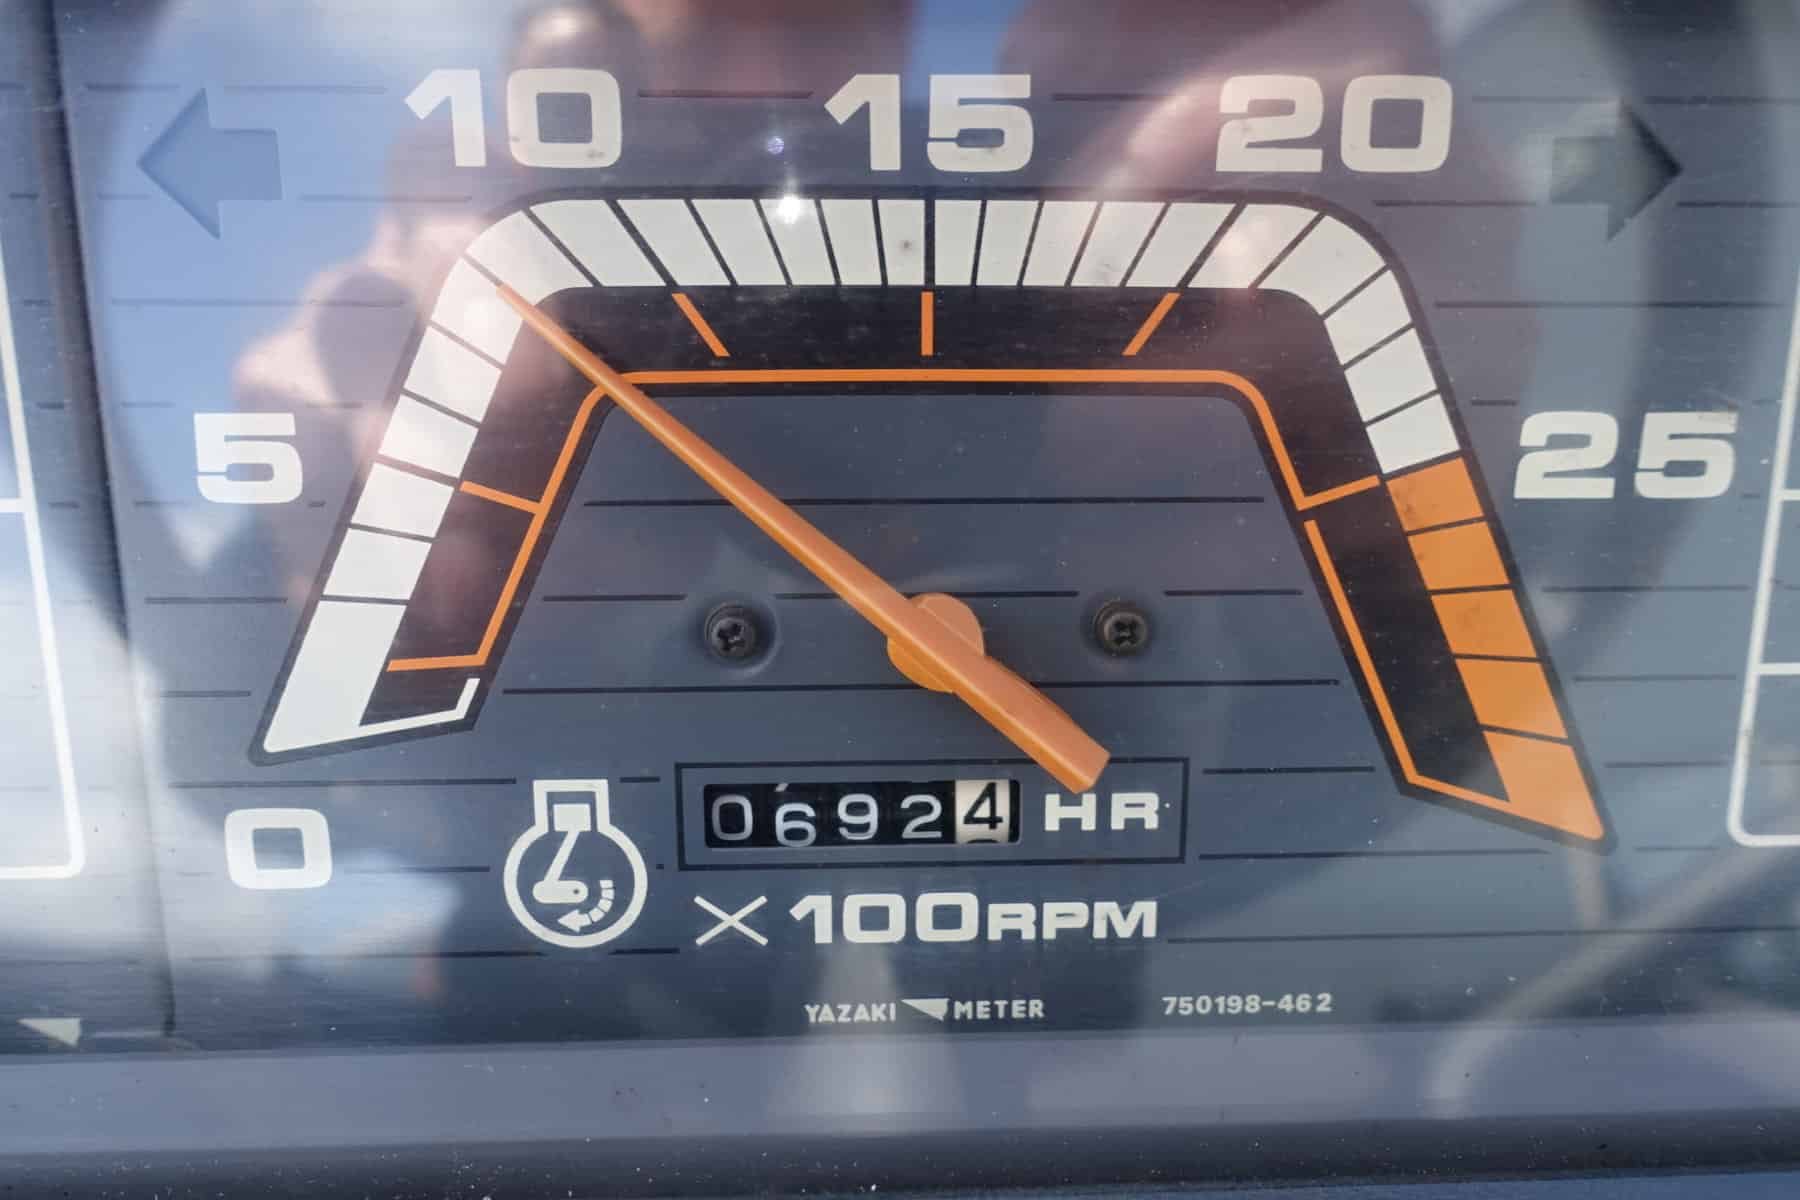 10 15 20
5 25
0
06924 HR
×100RPM
YAZAKI METER 750198-462